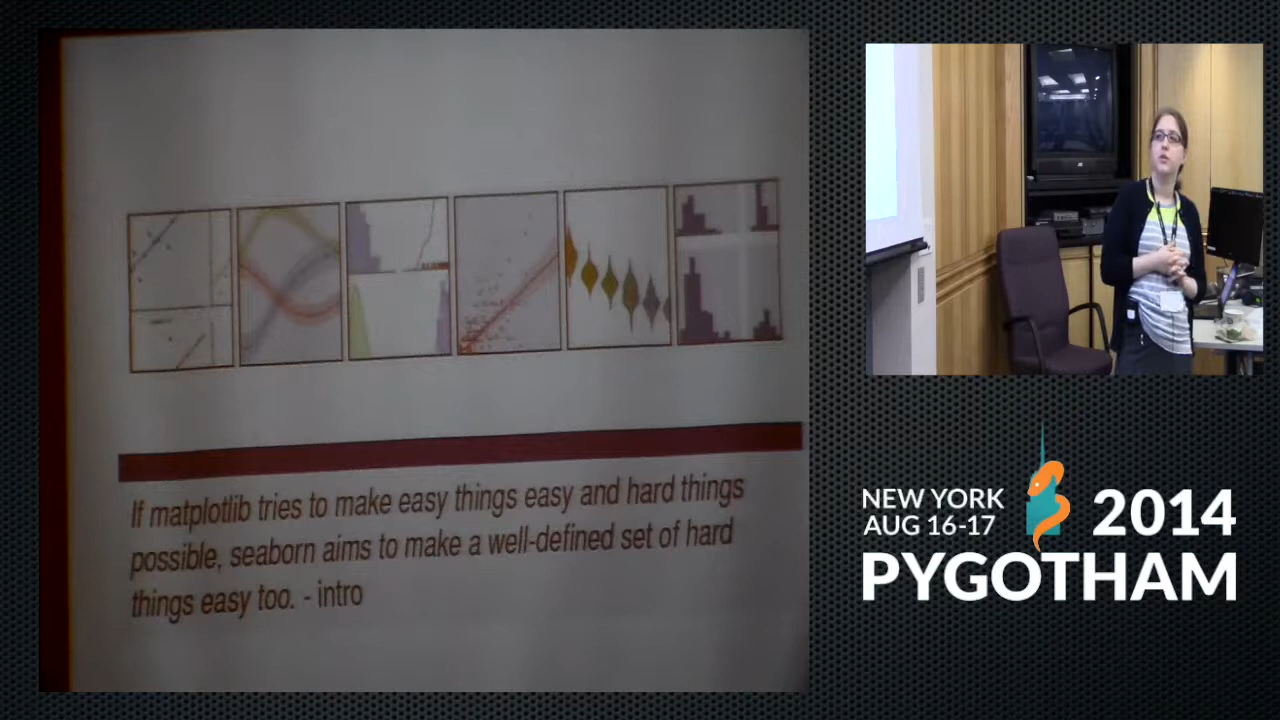 If matplotlib tries to make easy things easy and hard things
possible, seaborn aims to make a well-defined set of hard
things easy too. - intro
NEW YORK
AUG 16-17
2014
PYGOTHAM